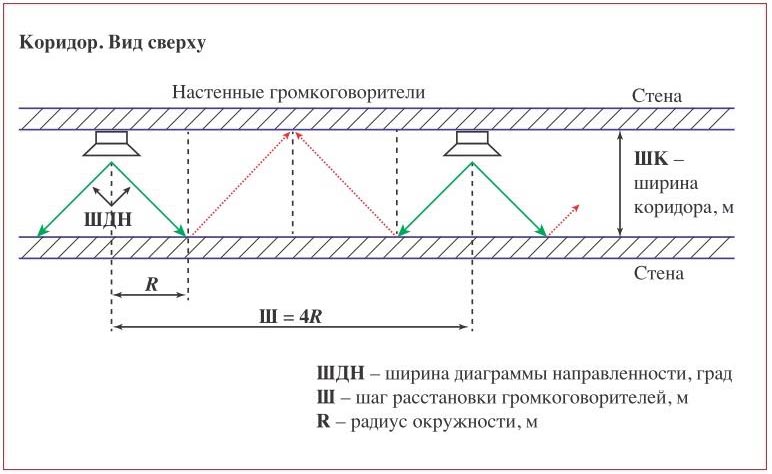 Коридор. Вид сверху
Настенные громкоговорители
Стена
ШК –
ширина
коридора, м
ШДН
Стена
R
Ш = 4R
ШДН – ширина диаграммы направленности, град
Ш – шаг расстановки громкоговорителей, м
R – радиус окружности, м